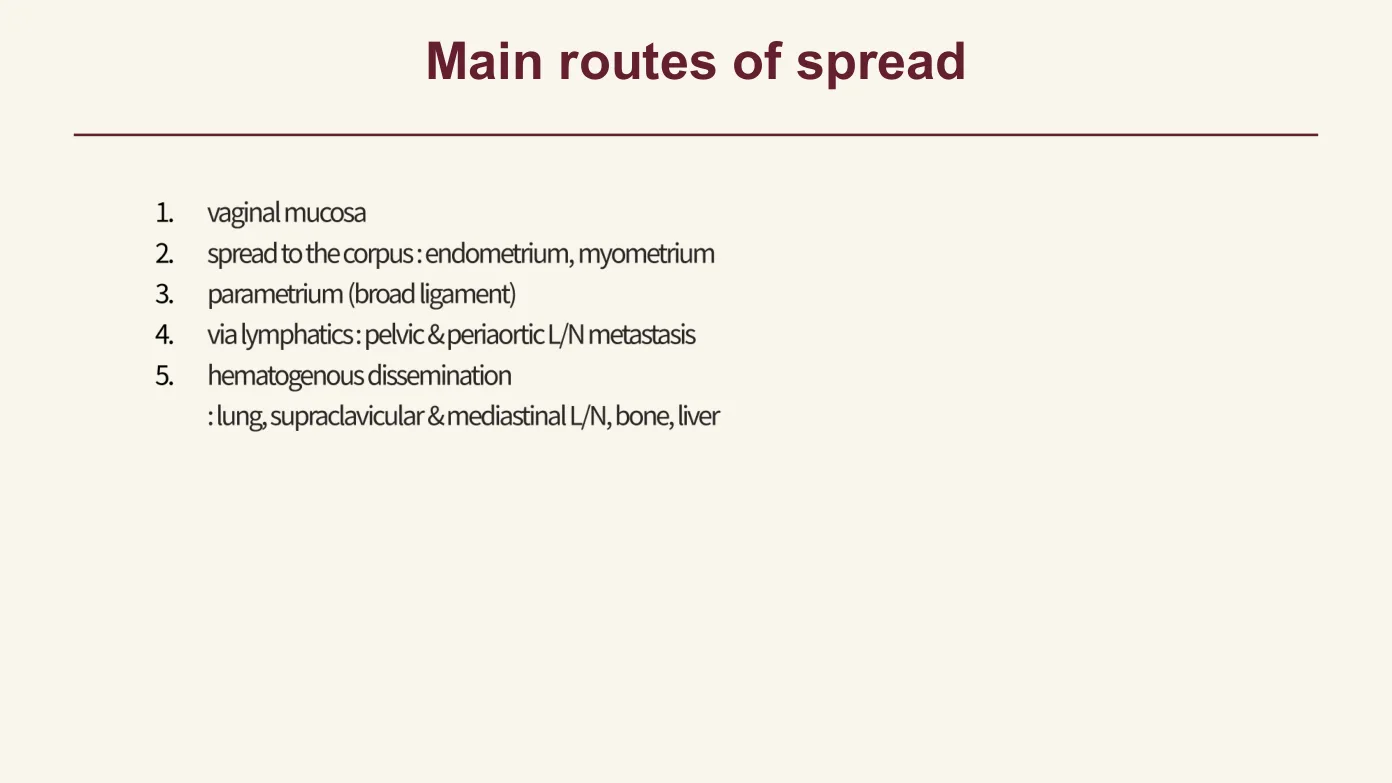 Main routes of spread
1. vaginal mucosa
2. spread to the corpus : endometrium, myometrium
3. parametrium (broad ligament)
4. via lymphatics : pelvic & periaortic L/N metastasis
5. hematogenous dissemination
: lung, supraclavicular & mediastinal L/N, bone, liver